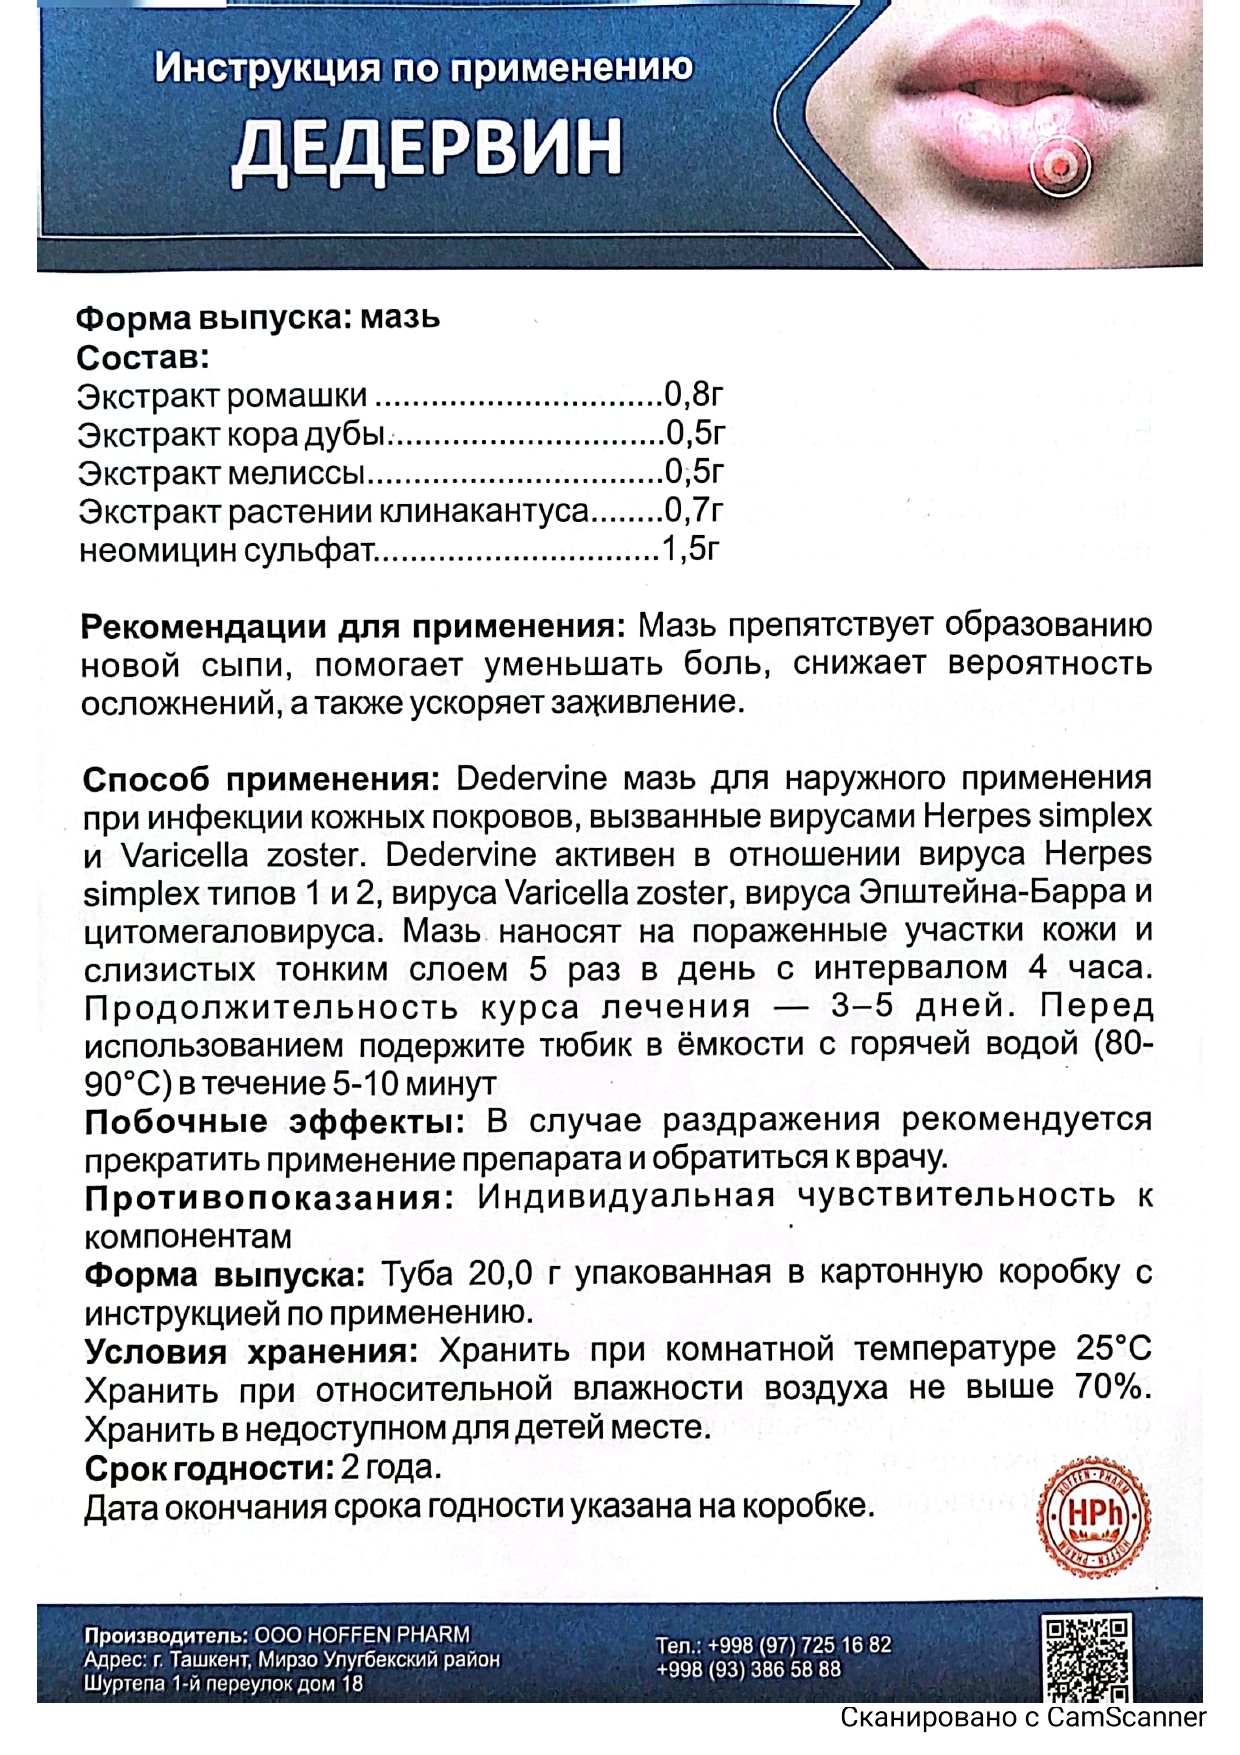 Инструкция по применению
ДЕДЕРВИН
Форма выпуска: мазь
Состав:
Экстракт ромашки ...............................0,8г
Экстракт кора дубы..............................0,5г
Экстракт мелиссы................................0,5г
Экстракт растении клинакантуса........0,7г
неомицин сульфат...............................1,5г
Рекомендации для применения: Мазь препятствует образованию
новой сыпи, помогает уменьшать боль, снижает вероятность
осложнений, а также ускоряет заживление.
Способ применения: Dedervine мазь для наружного применения
при инфекции кожных покровов, вызванные вирусами Herpes simplex
и Varicella zoster. Dedervine активен в отношении вируса Herpes
simplex типов 1 и 2, вируса Varicella zoster, вируса Эпштейна-Барра и
цитомегаловируса. Мазь наносят на пораженные участки кожи и
слизистых тонким слоем 5 раз в день с интервалом 4 часа.
Продолжительность курса лечения — 3–5 дней. Перед
использованием подержите тюбик в ёмкости с горячей водой (80-
90°С) в течение 5-10 минут
Побочные эффекты: В случае раздражения рекомендуется
прекратить применение препарата и обратиться к врачу.
Противопоказания: Индивидуальная чувствительность к
компонентам
Форма выпуска: Туба 20,0 г упакованная в картонную коробку с
инструкцией по применению.
Условия хранения: Хранить при комнатной температуре 25°С
Хранить при относительной влажности воздуха не выше 70%.
Хранить в недоступном для детей месте.
Срок годности: 2 года.
Дата окончания срока годности указана на коробке.
HOFFEN - PHARM
HPh
HOFFEN - PHARM
Производитель: ООО HOFFEN PHARM
Адрес: г. Ташкент, Мирзо Улугбекский район
Шуртепа 1-й переулок дом 18
Тел.: +998 (97) 725 16 82
+998 (93) 386 58 88
Сканировано с CamScanner